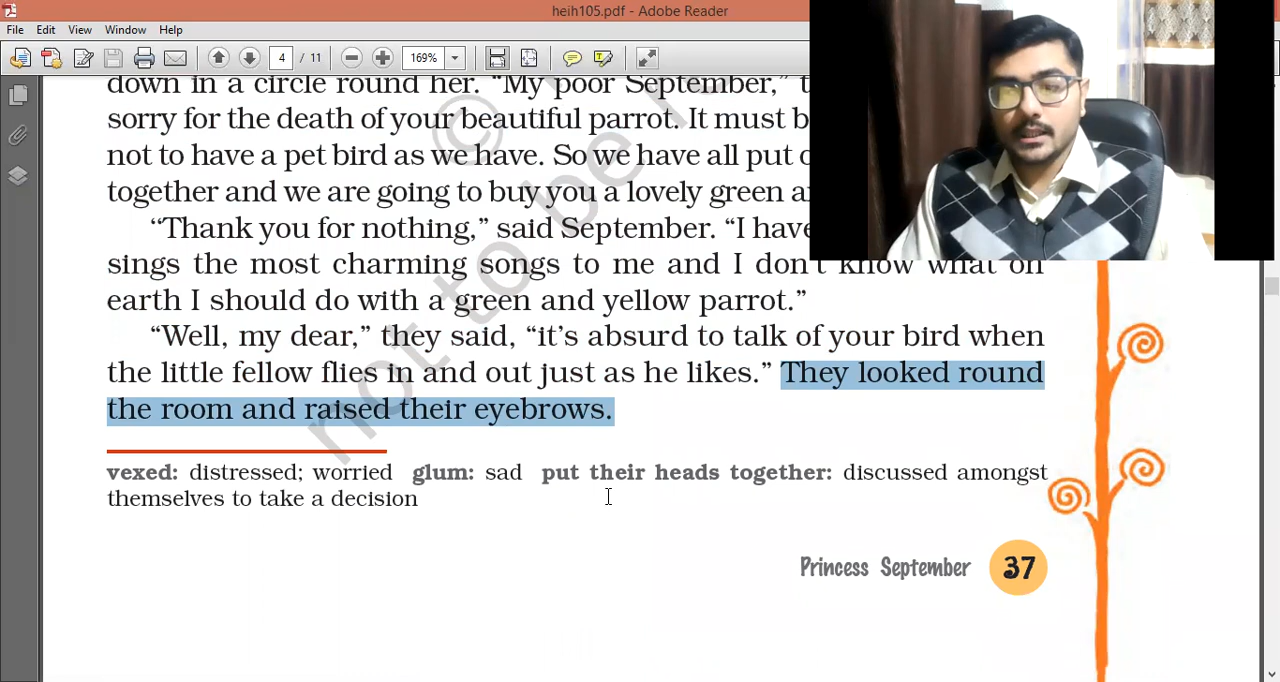 heih105.pdf - Adobe Reader
File Edit View Window Help
4 / 11 169%
down in a circle round her. “My poor September,”
sorry for the death of your beautiful parrot. It must
not to have a pet bird as we have. So we have all put
together and we are going to buy you a lovely green
“Thank you for nothing,” said September. “I have
sings the most charming songs to me and I don’t know what on
earth I should do with a green and yellow parrot.”
“Well, my dear,” they said, “it’s absurd to talk of your bird when
the little fellow flies in and out just as he likes.” They looked round
the room and raised their eyebrows.
vexed: distressed; worried glum: sad put their heads together: discussed amongst
themselves to take a decision
Princess September 37
© not to be